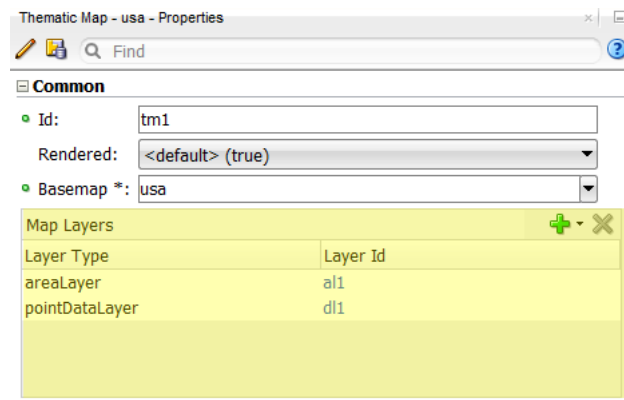 Thematic Map - usa - Properties
Find
Common
Id: tm1
Rendered: <default> (true)
Basemap *: usa
Map Layers
Layer Type Layer Id
areaLayer al1
pointDataLayer dl1